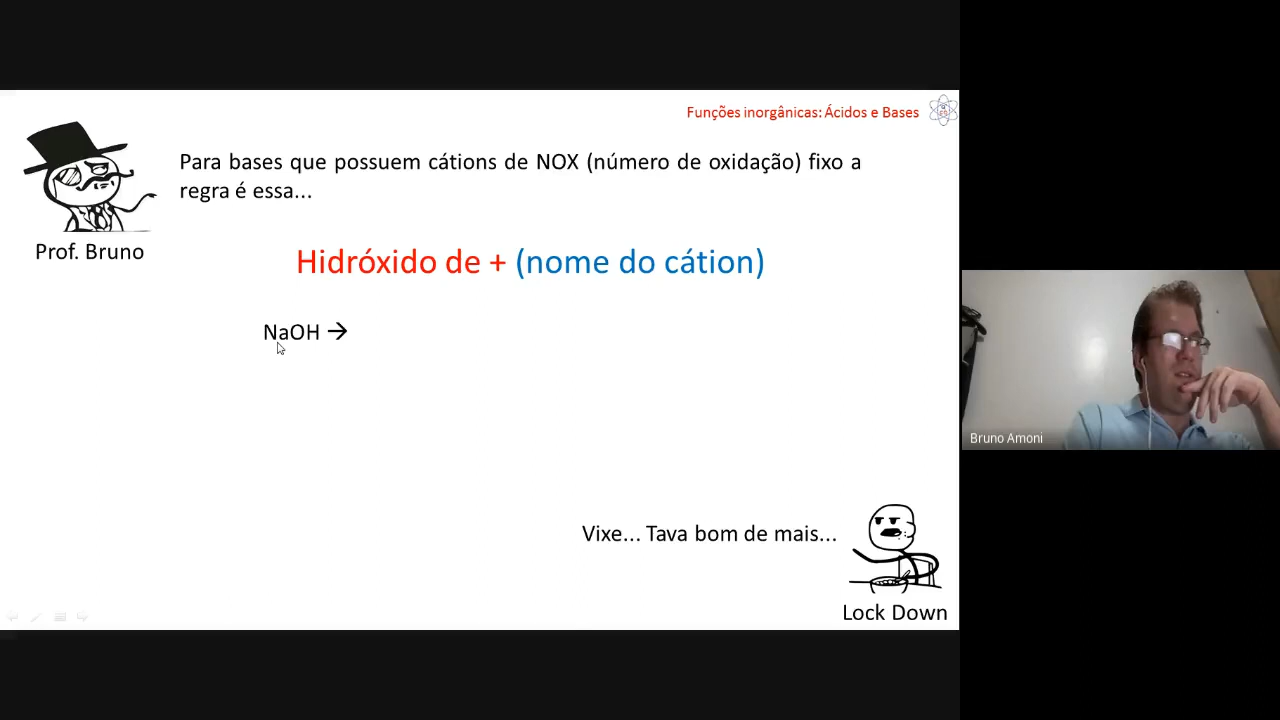 Funções inorgânicas: Ácidos e Bases
Para bases que possuem cátions de NOX (número de oxidação) fixo a
regra é essa...
Prof. Bruno
Hidróxido de + (nome do cátion)
NaOH →
Bruno Amoni
Vixe... Tava bom de mais...
Lock Down